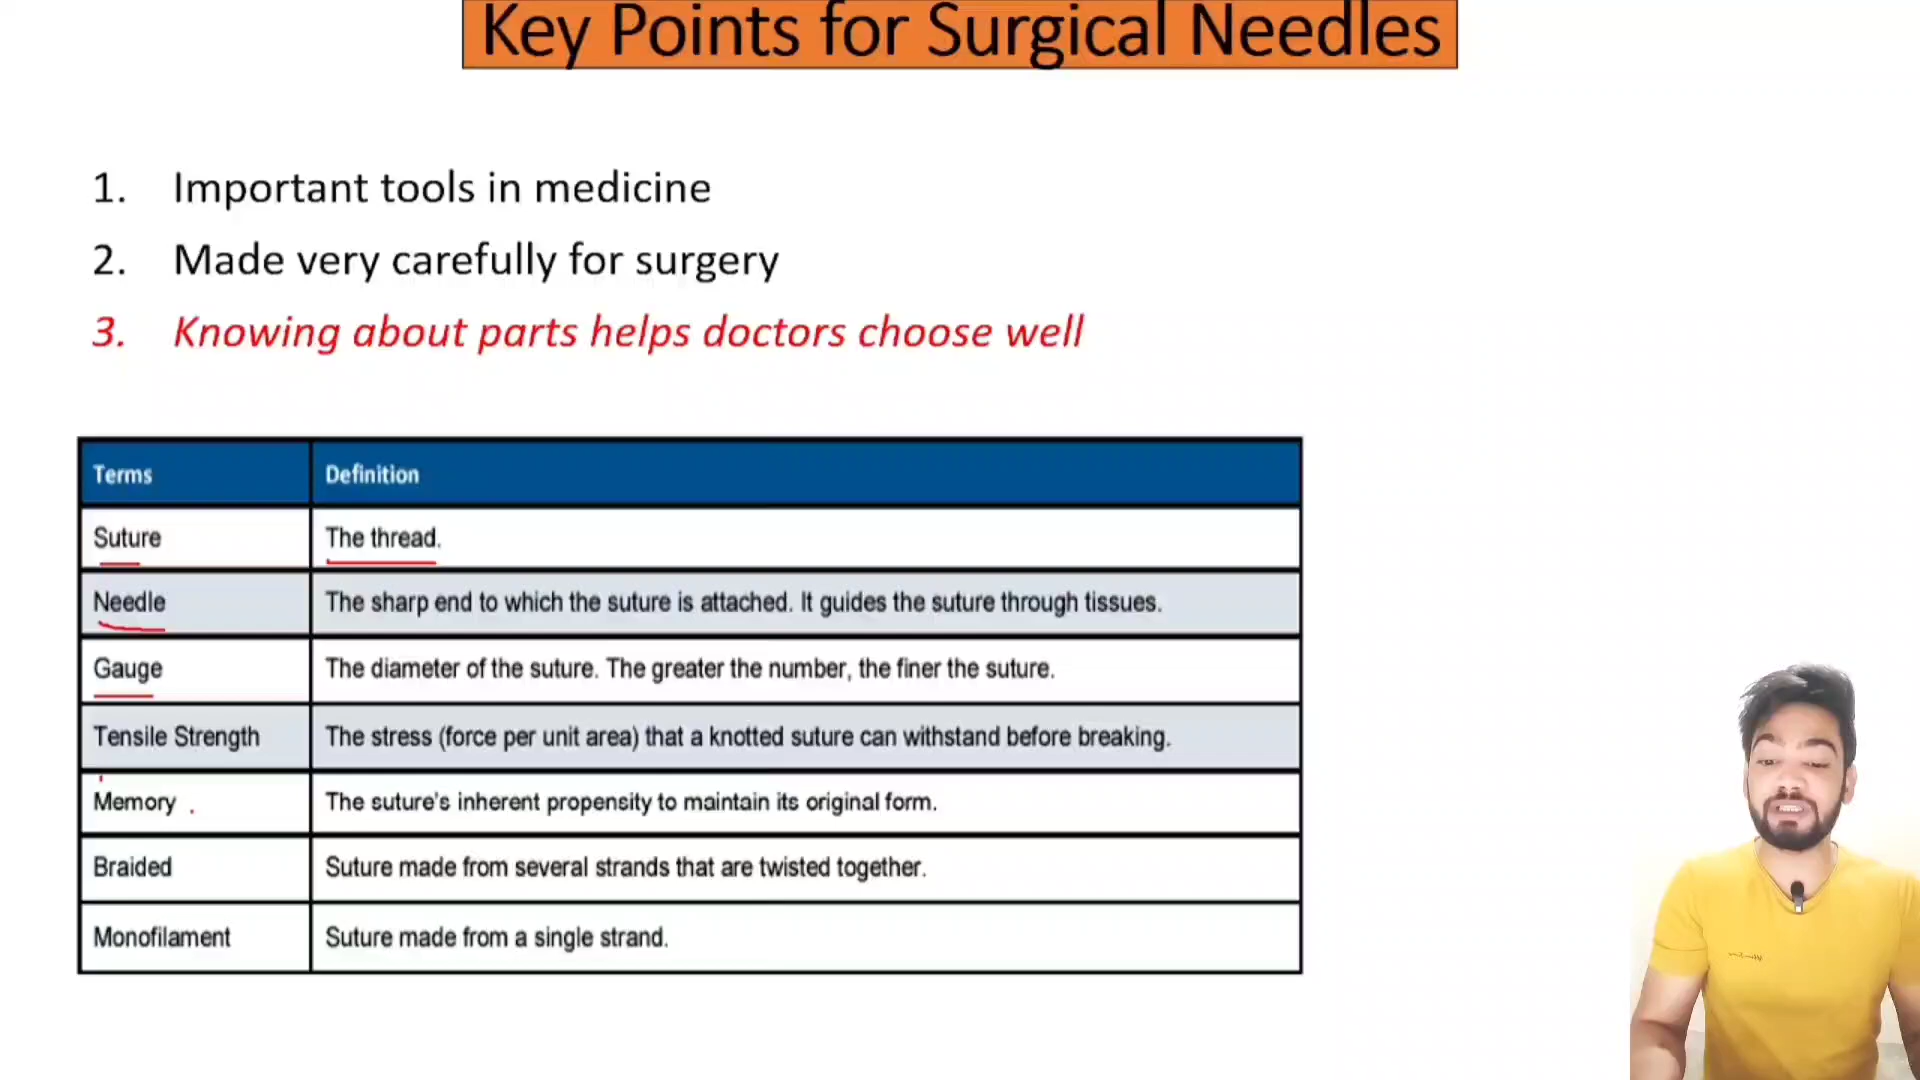 Key Points for Surgical Needles
1. Important tools in medicine
2. Made very carefully for surgery
3. Knowing about parts helps doctors choose well
Terms Definition
Suture The thread.
Needle The sharp end to which the suture is attached. It guides the suture through tissues.
Gauge The diameter of the suture. The greater the number, the finer the suture.
Tensile Strength The stress (force per unit area) that a knotted suture can withstand before breaking.
Memory The suture's inherent propensity to maintain its original form.
Braided Suture made from several strands that are twisted together.
Monofilament Suture made from a single strand.